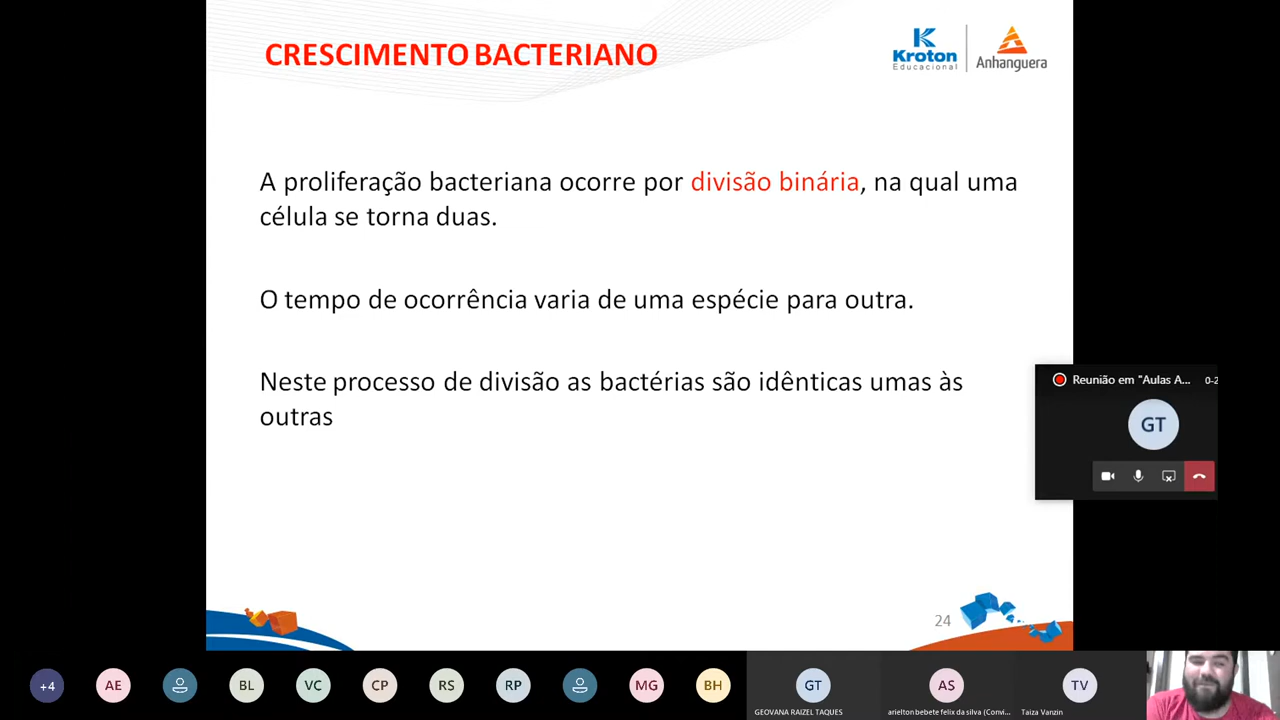 CRESCIMENTO BACTERIANO
Kroton
Educacional
Anhanguera
A proliferação bacteriana ocorre por divisão binária, na qual uma
célula se torna duas.
O tempo de ocorrência varia de uma espécie para outra.
Neste processo de divisão as bactérias são idênticas umas às
outras
Reunião em "Aulas A...
0-2
GT
24
+4
AE
BL
VC
CP
RS
RP
MG
BH
GT
AS
TV
GEOVANA RAIZEL TAQUES
arielton bebete felix da silva (Convi...
Taiza Vanzin